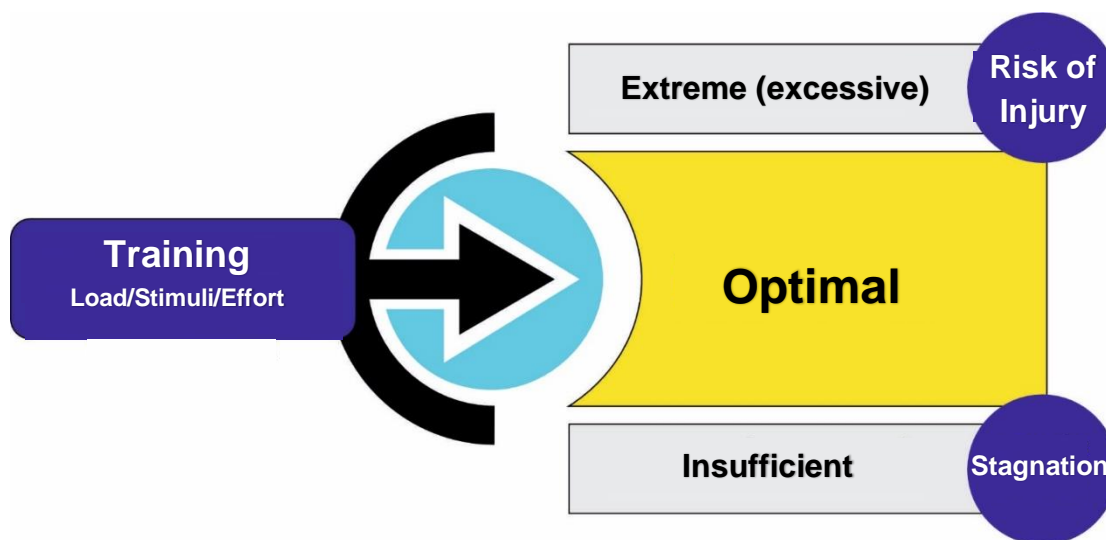 Training
Load/Stimuli/Effort
Extreme (excessive)
Risk of
Injury
Optimal
Insufficient
Stagnation